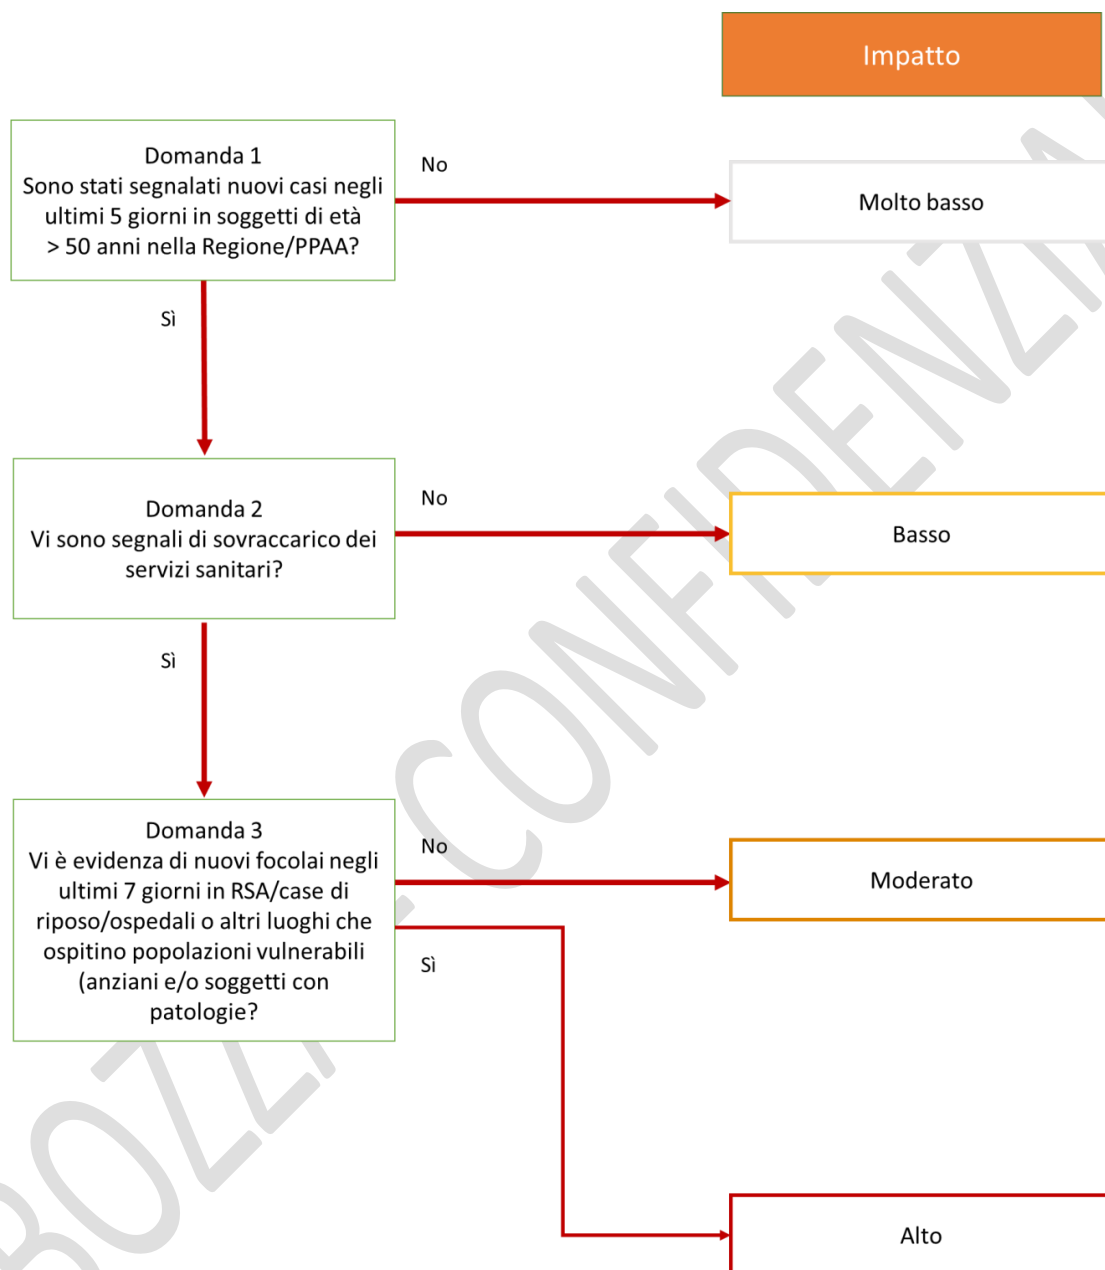 Impatto
Domanda 1
Sono stati segnalati nuovi casi negli
ultimi 5 giorni in soggetti di età
> 50 anni nella Regione/PPAA?
No
Molto basso
Sì
Domanda 2
Vi sono segnali di sovraccarico dei
servizi sanitari?
No
Basso
Sì
Domanda 3
Vi è evidenza di nuovi focolai negli
ultimi 7 giorni in RSA/case di
riposo/ospedali o altri luoghi che
ospitino popolazioni vulnerabili
(anziani e/o soggetti con
patologie?
No
Moderato
Sì
Alto